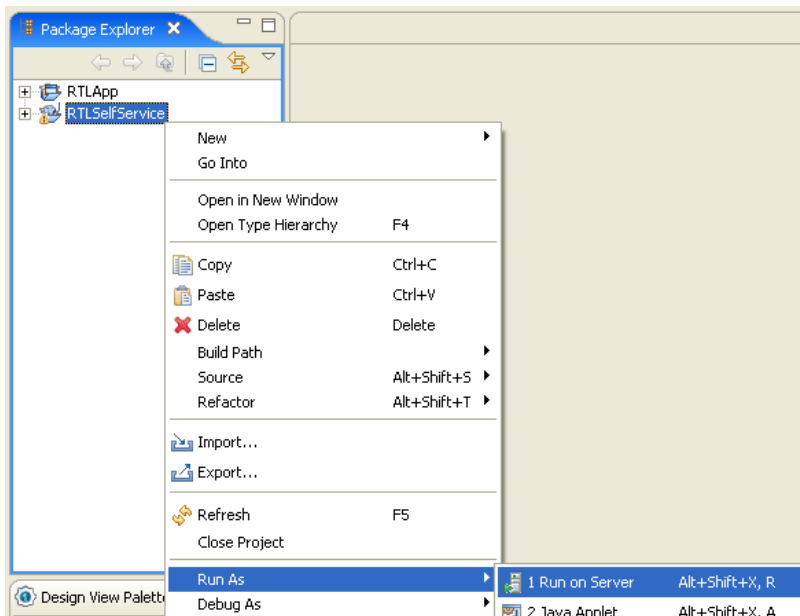 Package Explorer
RTLApp
RTLSelfService
New
Go Into
Open in New Window
Open Type Hierarchy F4
Copy Ctrl+C
Paste Ctrl+V
Delete Delete
Build Path
Source Alt+Shift+S
Refactor Alt+Shift+T
Import...
Export...
Refresh F5
Close Project
Run As
1 Run on Server Alt+Shift+X, R
Design View Palett
Debug As
2 Java Applet Alt+Shift+X, A